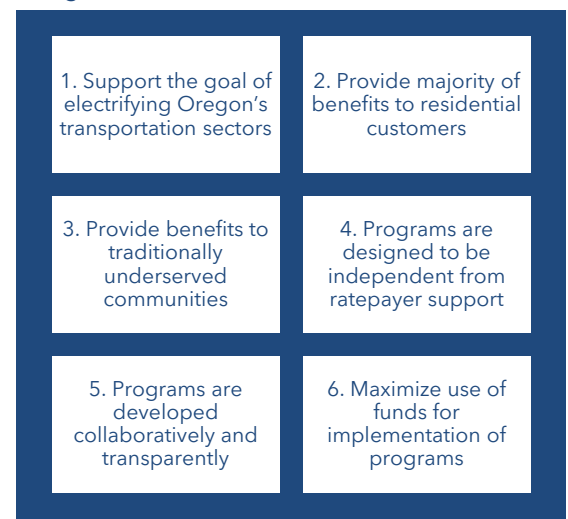 1. Support the goal of
electrifying Oregon's
transportation sectors
2. Provide majority of
benefits to residential
customers
3. Provide benefits to
traditionally
underserved
communities
4. Programs are
designed to be
independent from
ratepayer support
5. Programs are
developed
collaboratively and
transparently
6. Maximize use of
funds for
implementation of
programs